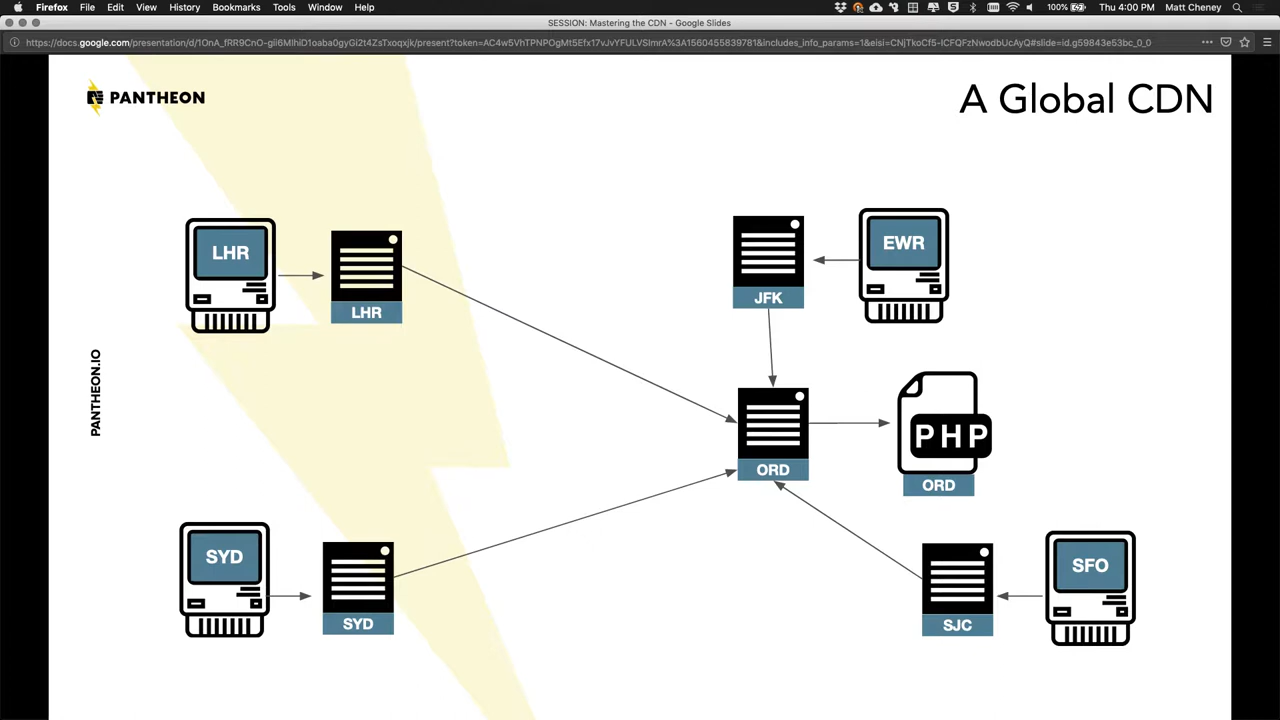 Firefox File Edit View History Bookmarks Tools Window Help
100% Thu 4:00 PM Matt Cheney
SESSION: Mastering the CDN - Google Slides
PANTHEON
A Global CDN
LHR
LHR
JFK
EWR
PANTHEON.IO
ORD
PHP
ORD
SYD
SYD
SJC
SFO